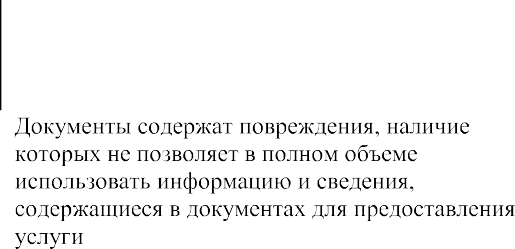 Документы содержат повреждения, наличие
которых не позволяет в полном объеме
использовать информацию и сведения,
содержащиеся в документах для предоставления
услуги